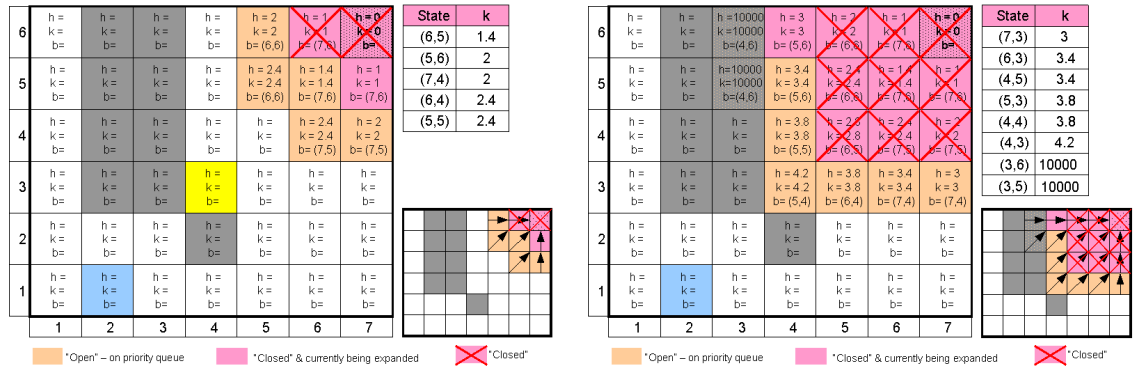 h = h = h = h = h = 2 h = 1 h = 0
6 k = k = k = k = k = 2 k = 1 k = 0
b= b= b= b= b= (6,6) b= (7,6) b=
h = h = h = h = h = 2.4 h = 1.4 h = 1
5 k = k = k = k = k = 2.4 k = 1.4 k = 1
b= b= b= b= b= (6,6) b= (7,6) b= (7,6)
h = h = h = h = h = h = 2.4 h = 2
4 k = k = k = k = k = k = 2.4 k = 2
b= b= b= b= b= b= (7,5) b= (7,5)
h = h = h = h = h = h = h =
3 k = k = k = k = k = k = k =
b= b= b= b= b= b= b=
h = h = h = h = h = h = h =
2 k = k = k = k = k = k = k =
b= b= b= b= b= b= b=
h = h = h = h = h = h = h =
1 k = k = k = k = k = k = k =
b= b= b= b= b= b= b=
1 2 3 4 5 6 7
State k
(6,5) 1.4
(5,6) 2
(7,4) 2
(6,4) 2.4
(5,5) 2.4
"Open" – on priority queue "Closed" & currently being expanded "Closed"
h = h = h =10000 h = 3 h = 2 h = 1 h = 0
6 k = k = k =10000 k = 3 k = 2 k = 1 k = 0
b= b= b=(4,6) b= (5,6) b= (6,6) b= (7,6) b=
h = h = h =10000 h = 3.4 h = 2.4 h = 1.4 h = 1
5 k = k = k =10000 k = 3.4 k = 2.4 k = 1.4 k = 1
b= b= b=(4,6) b= (5,6) b= (6,6) b= (7,6) b= (7,6)
h = h = h = h = 3.8 h = 2.8 h = 2.4 h = 2
4 k = k = k = k = 3.8 k = 2.8 k = 2.4 k = 2
b= b= b= b= (5,5) b= (6,5) b= (7,5) b= (7,5)
h = h = h = h = 4.2 h = 3.8 h = 3.4 h = 3
3 k = k = k = k = 4.2 k = 3.8 k = 3.4 k = 3
b= b= b= b= (5,4) b= (6,4) b= (7,4) b= (7,4)
h = h = h = h = h = h = h =
2 k = k = k = k = k = k = k =
b= b= b= b= b= b= b=
h = h = h = h = h = h = h =
1 k = k = k = k = k = k = k =
b= b= b= b= b= b= b=
1 2 3 4 5 6 7
State k
(7,3) 3
(6,3) 3.4
(4,5) 3.4
(5,3) 3.8
(4,4) 3.8
(4,3) 4.2
(3,6) 10000
(3,5) 10000
"Open" – on priority queue "Closed" & currently being expanded "Closed"